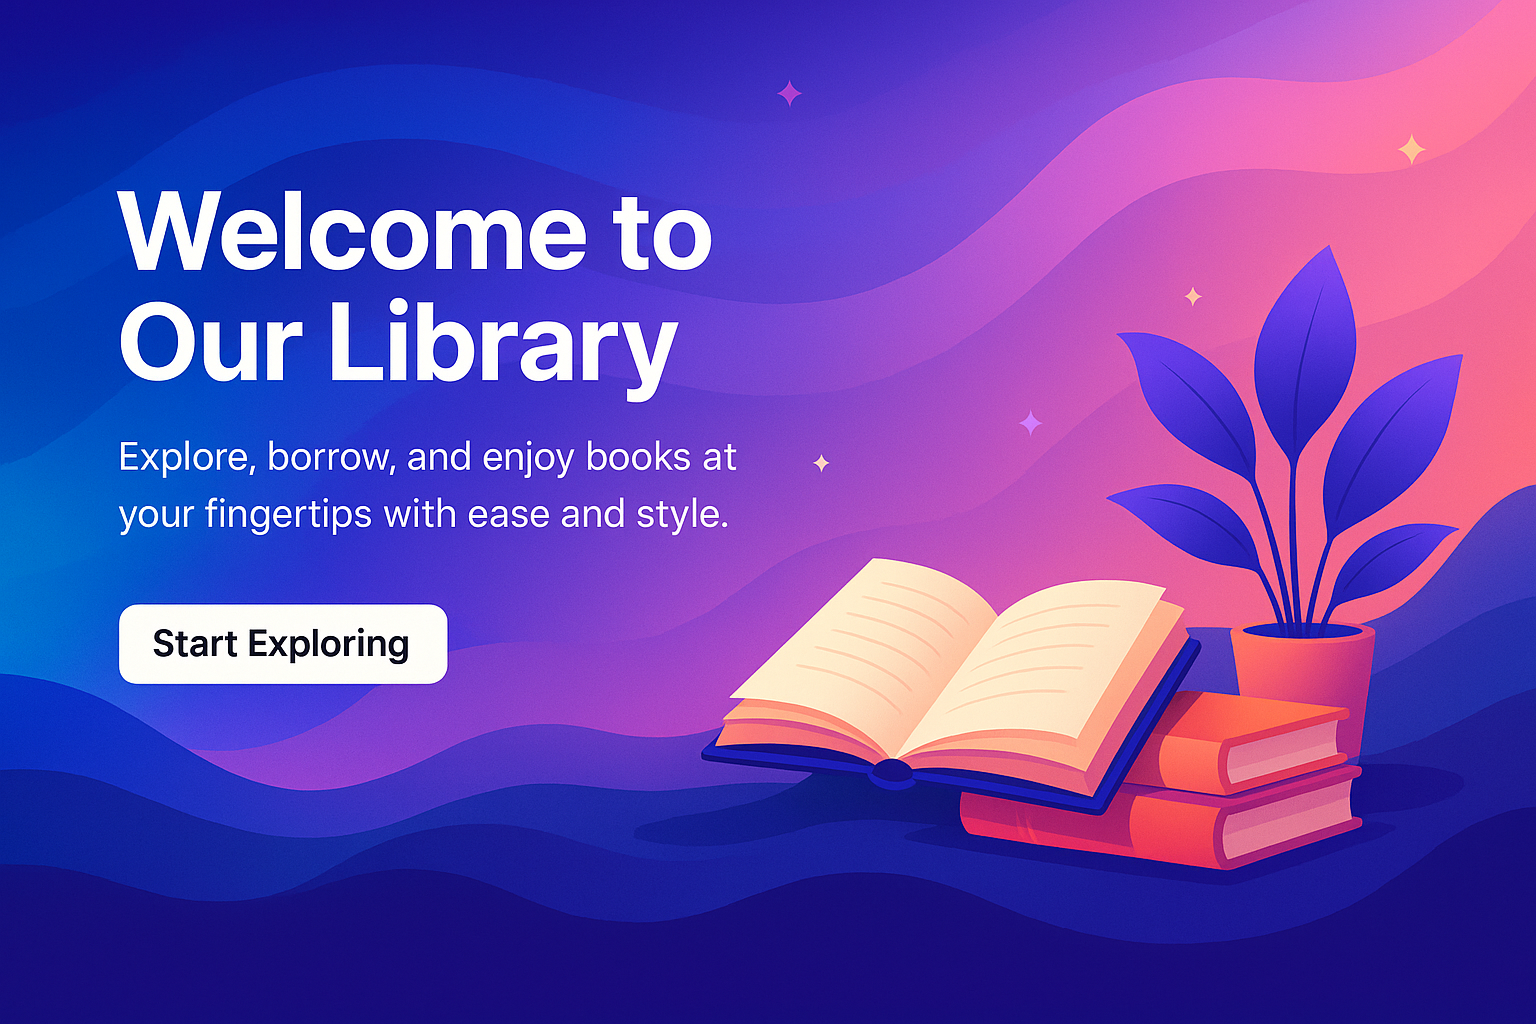 Welcome to
Our Library
Explore, borrow, and enjoy books at
your fingertips with ease and style.
Start Exploring